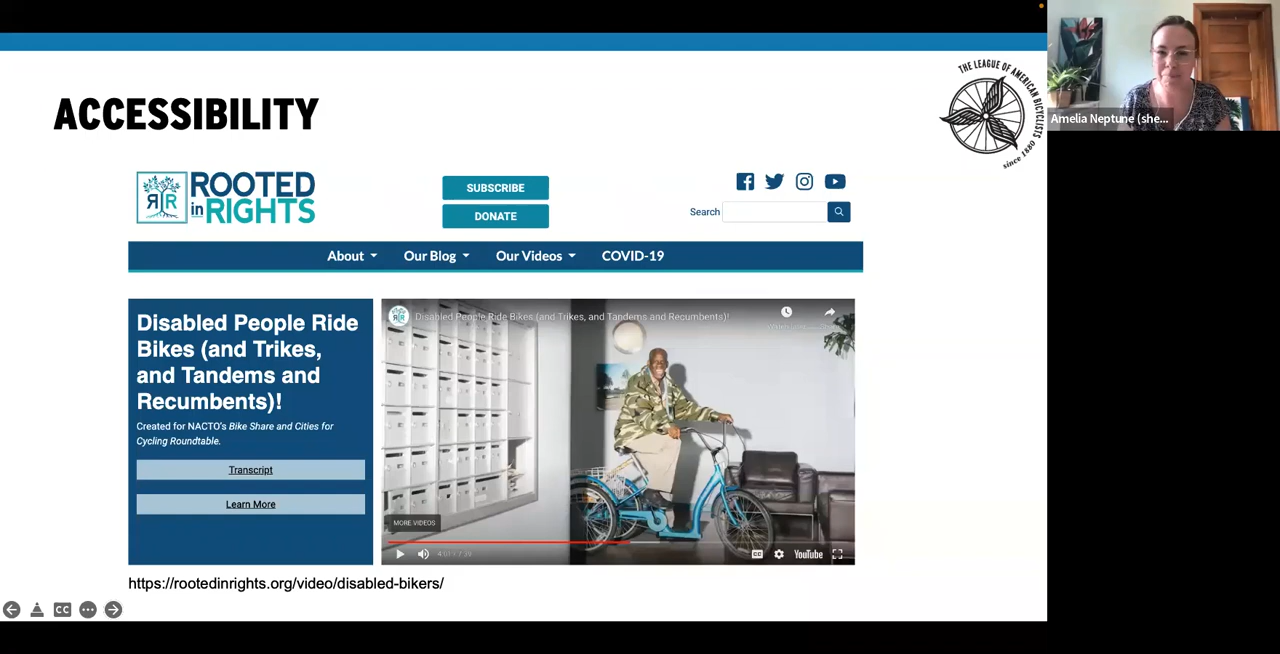 ACCESSIBILITY
THE LEAGUE OF AMERICAN BICYCLISTS
since 1880
Amelia Neptune (she...
ROOTED
in RIGHTS
SUBSCRIBE
DONATE
Search
About
Our Blog
Our Videos
COVID-19
Disabled People Ride
Bikes (and Trikes,
and Tandems and
Recumbents)!
Created for NACTO's Bike Share and Cities for
Cycling Roundtable.
Transcript
Learn More
Disabled People Ride Bikes (and Trikes, and Tandems and Recumbents)!
MORE VIDEOS
CC
YouTube
https://rootedinrights.org/video/disabled-bikers/
CC